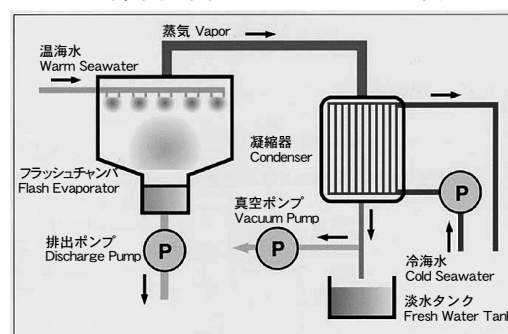 蒸気 Vapor
温海水
Warm Seawater
凝縮器
Condenser
フラッシュチャンバ
Flash Evaporator
P
真空ポンプ
Vacuum Pump
排出ポンプ
Discharge Pump
P
P
冷海水
Cold Seawater
淡水タンク
Fresh Water Tank